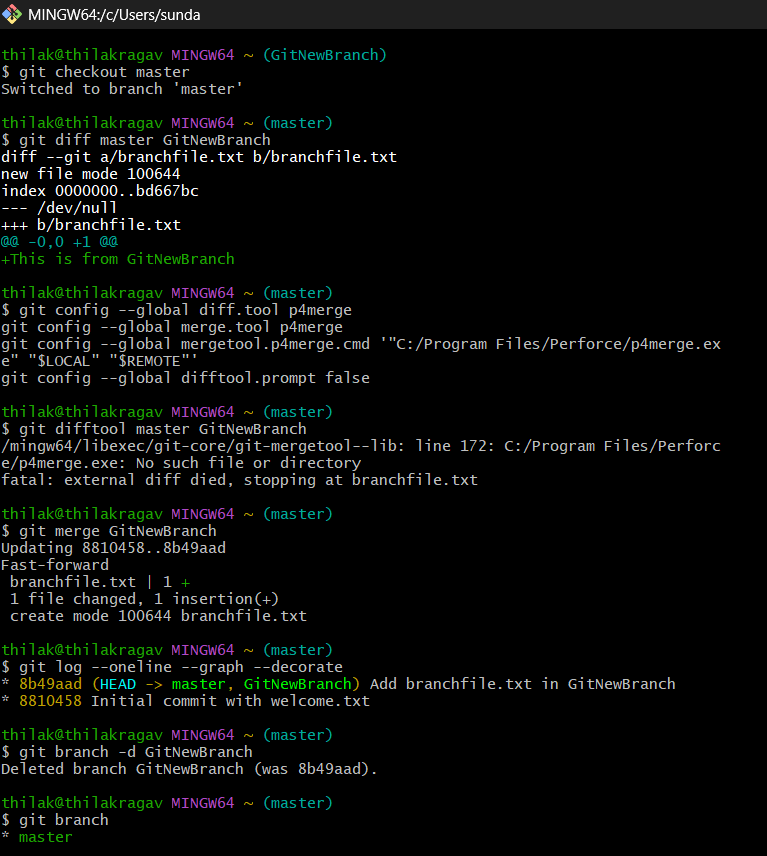 MINGW64:/c/Users/sunda
thilak@thilakragav MINGW64 ~ (GitNewBranch)
$ git checkout master
Switched to branch 'master'
thilak@thilakragav MINGW64 ~ (master)
$ git diff master GitNewBranch
diff --git a/branchfile.txt b/branchfile.txt
new file mode 100644
index 0000000..bd667bc
--- /dev/null
+++ b/branchfile.txt
@@ -0,0 +1 @@
+This is from GitNewBranch
thilak@thilakragav MINGW64 ~ (master)
$ git config --global diff.tool p4merge
git config --global merge.tool p4merge
git config --global mergetool.p4merge.cmd '"C:/Program Files/Perforce/p4merge.ex
e" "$LOCAL" "$REMOTE"'
git config --global difftool.prompt false
thilak@thilakragav MINGW64 ~ (master)
$ git difftool master GitNewBranch
/mingw64/libexec/git-core/git-mergetool--lib: line 172: C:/Program Files/Perforc
e/p4merge.exe: No such file or directory
fatal: external diff died, stopping at branchfile.txt
thilak@thilakragav MINGW64 ~ (master)
$ git merge GitNewBranch
Updating 8810458..8b49aad
Fast-forward
 branchfile.txt | 1 +
 1 file changed, 1 insertion(+)
 create mode 100644 branchfile.txt
thilak@thilakragav MINGW64 ~ (master)
$ git log --oneline --graph --decorate
* 8b49aad (HEAD -> master, GitNewBranch) Add branchfile.txt in GitNewBranch
* 8810458 Initial commit with welcome.txt
thilak@thilakragav MINGW64 ~ (master)
$ git branch -d GitNewBranch
Deleted branch GitNewBranch (was 8b49aad).
thilak@thilakragav MINGW64 ~ (master)
$ git branch
* master